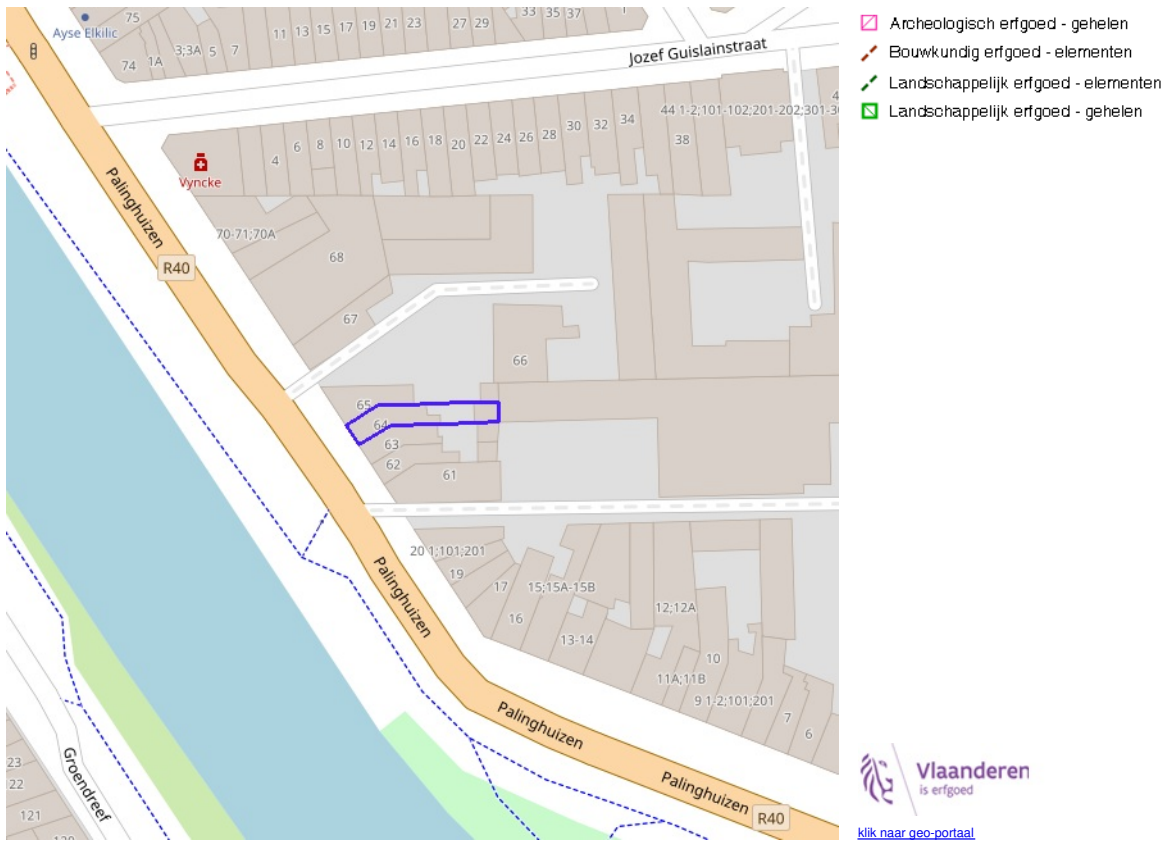 Ayse Elkilic
75
74
1A
3;3A
5
7
11
13
15
17
19
21
23
27
29
33
35
37
Jozef Guislainstraat
Vyncke
4
6
8
10
12
14
16
18
20
22
24
26
28
30
32
34
44 1-2;101-102;201-202;301-30
38
4
Palinghuizen
R40
70-71;70A
68
67
66
65
64
63
62
61
20 1;101;201
19
17
16
15;15A-15B
13-14
12;12A
11A;11B
10
9 1-2;101;201
7
6
Palinghuizen
Palinghuizen
Palinghuizen
R40
Groendreef
23
22
121
Archeologisch erfgoed - gehelen
Bouwkundig erfgoed - elementen
Landschappelijk erfgoed - elementen
Landschappelijk erfgoed - gehelen
Vlaanderen
is erfgoed
klik naar geo-portaal